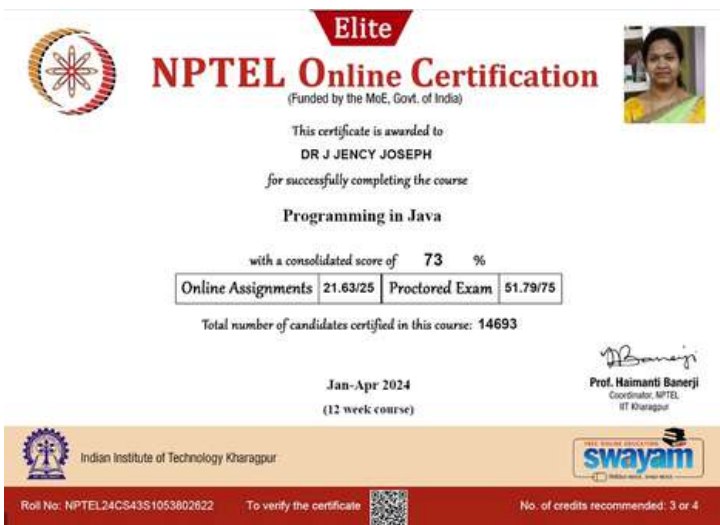 Elite
NPTEL Online Certification
(Funded by the MoE, Govt. of India)
This certificate is awarded to
DR J JENCY JOSEPH
for successfully completing the course
Programming in Java
with a consolidated score of 73 %
Online Assignments 21.63/25 Proctored Exam 51.79/75
Total number of candidates certified in this course: 14693
Jan-Apr 2024
(12 week course)
Prof. Haimanti Banerji
Coordinator, NPTEL
IIT Kharagpur
Indian Institute of Technology Kharagpur
FREE ONLINE EDUCATION
swayam
Roll No: NPTEL24CS43S1053802622 To verify the certificate No. of credits recommended: 3 or 4